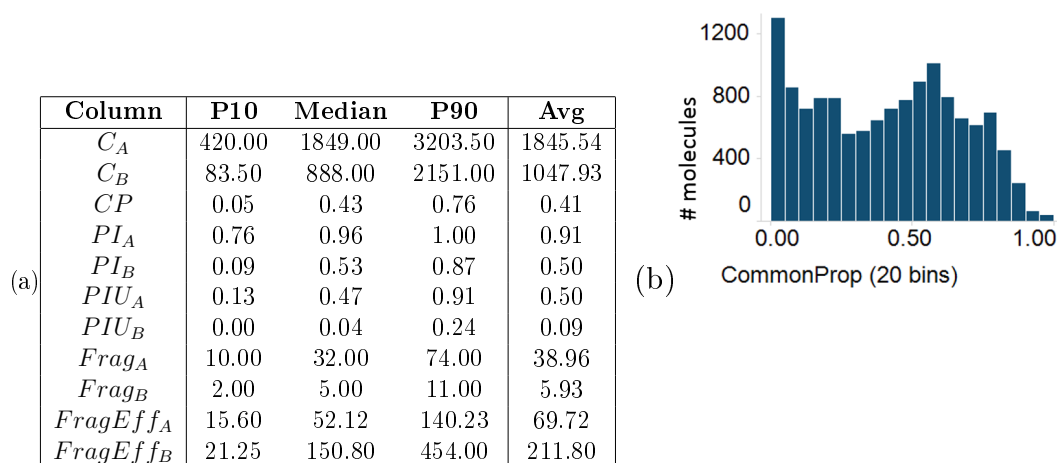 (a)
Column P10 Median P90 Avg
C_A 420.00 1849.00 3203.50 1845.54
C_B 83.50 888.00 2151.00 1047.93
CP 0.05 0.43 0.76 0.41
PI_A 0.76 0.96 1.00 0.91
PI_B 0.09 0.53 0.87 0.50
PIU_A 0.13 0.47 0.91 0.50
PIU_B 0.00 0.04 0.24 0.09
Frag_A 10.00 32.00 74.00 38.96
Frag_B 2.00 5.00 11.00 5.93
FragEff_A 15.60 52.12 140.23 69.72
FragEff_B 21.25 150.80 454.00 211.80
(b)
# molecules
1200
800
400
0
0.00 0.50 1.00
CommonProp (20 bins)